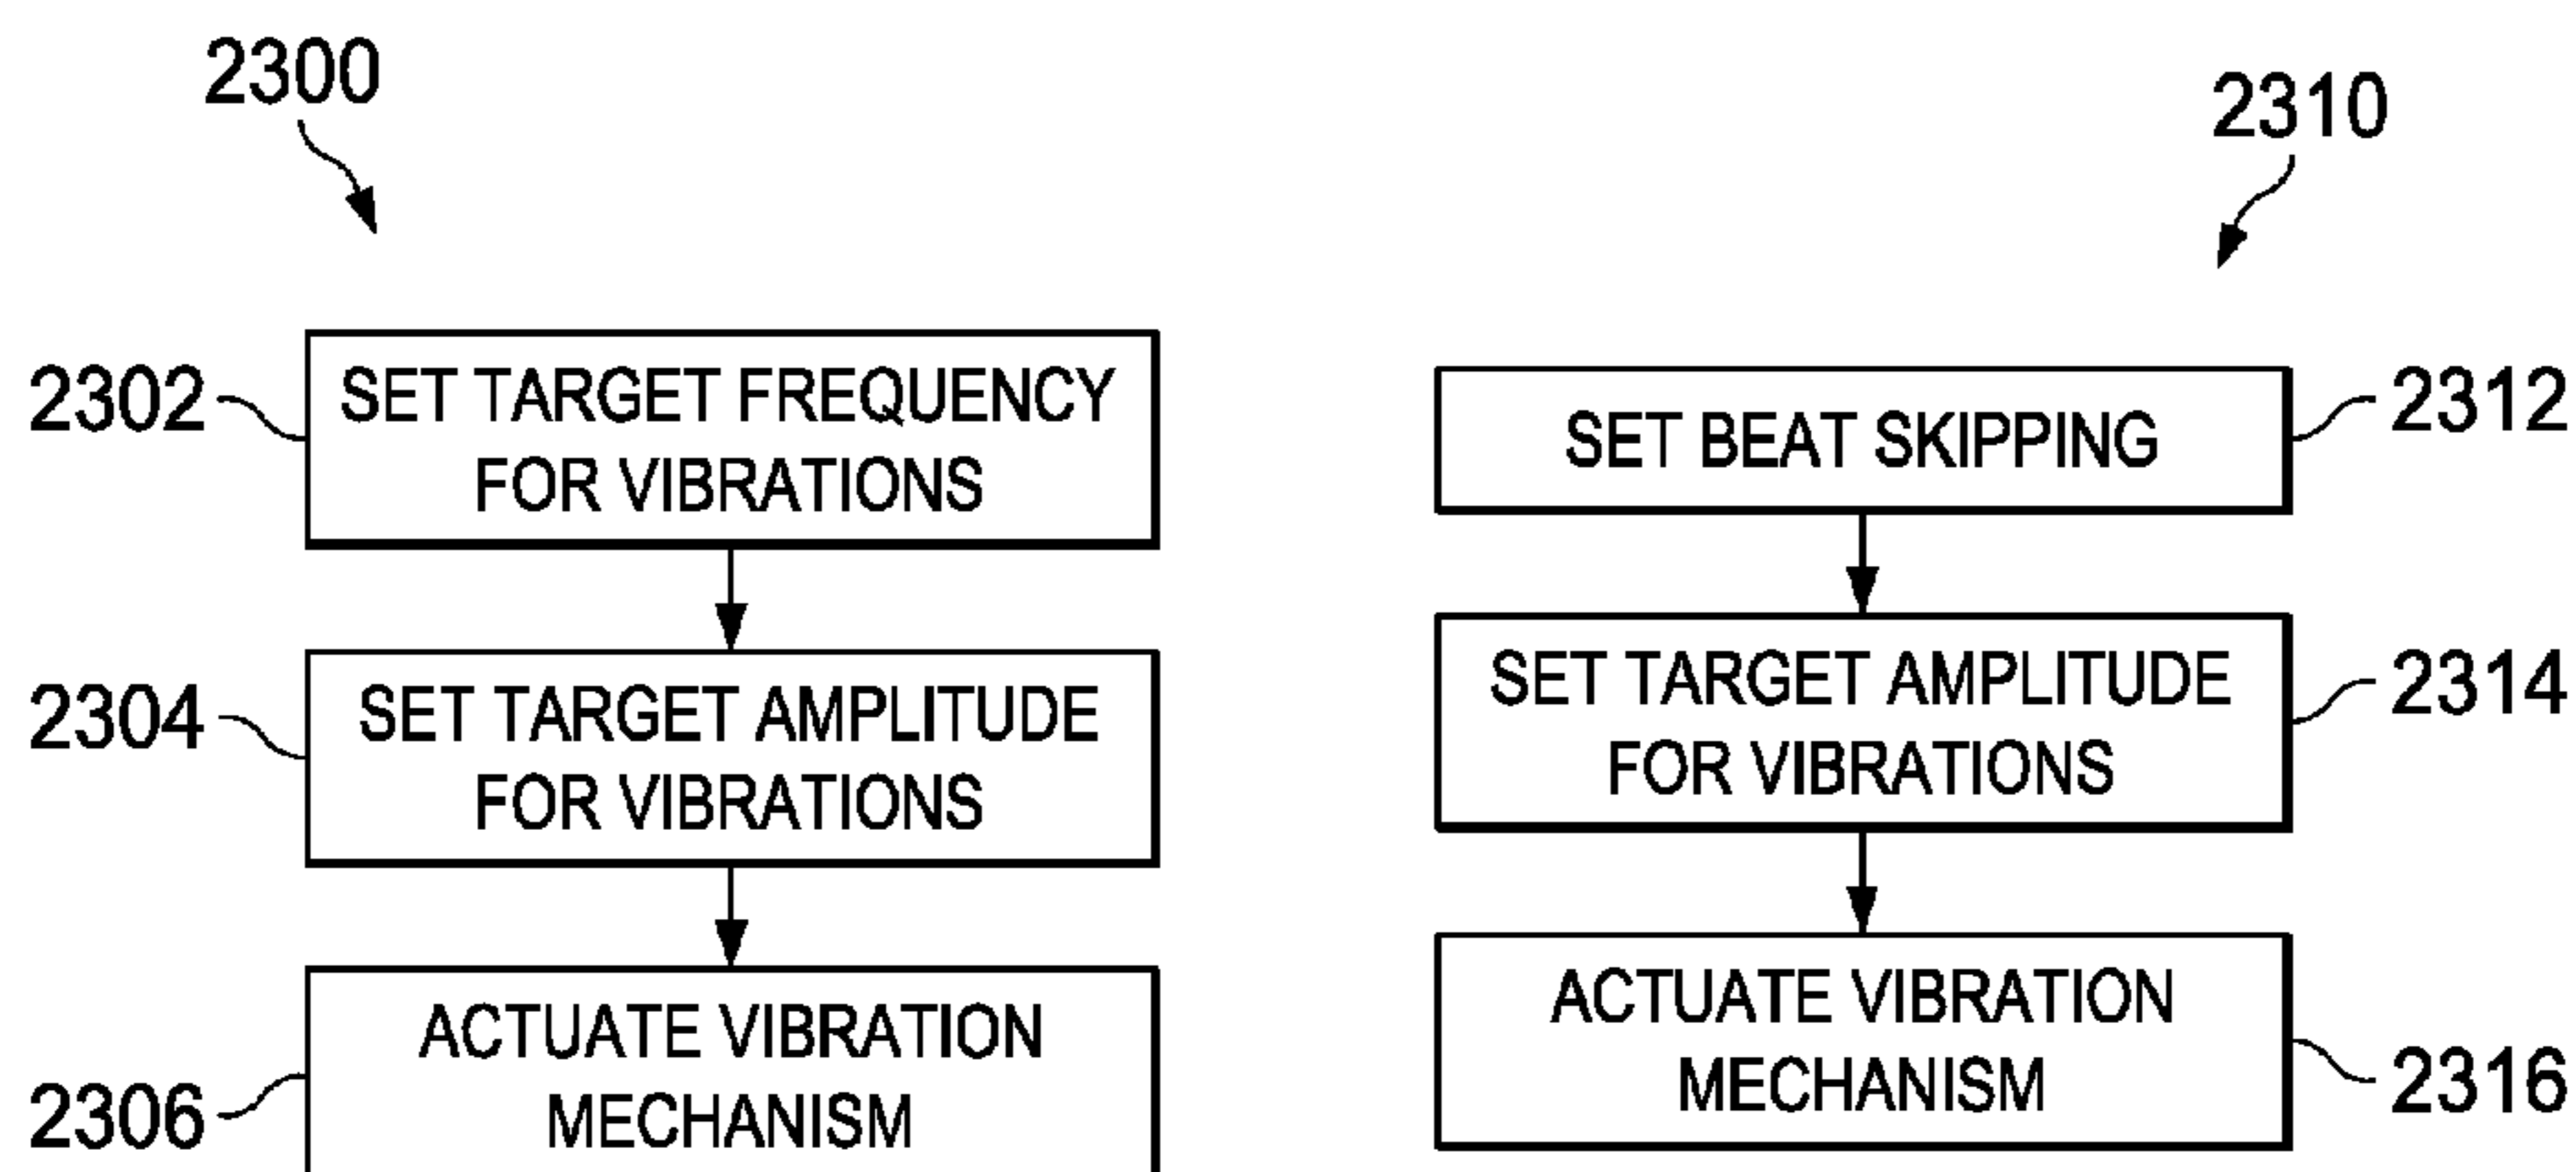 2300
2302
SET TARGET FREQUENCY
FOR VIBRATIONS
2304
SET TARGET AMPLITUDE
FOR VIBRATIONS
2306
ACTUATE VIBRATION
MECHANISM
2310
SET BEAT SKIPPING
2312
SET TARGET AMPLITUDE
FOR VIBRATIONS
2314
ACTUATE VIBRATION
MECHANISM
2316